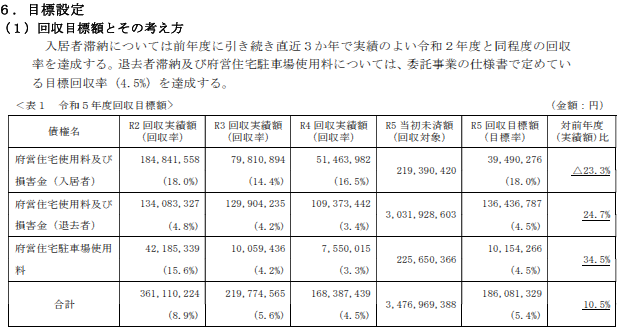 ６．目標設定
（１）回収目標額とその考え方
入居者滞納については前年度に引き続き直近３か年で実績のよい令和２年度と同程度の回収
率を達成する。退去者滞納及び府営住宅駐車場使用料については、委託事業の仕様書で定めてい
る目標回収率（4.5%）を達成する。
＜表１　令和５年度回収目標額＞　（金額：円）
債権名　R2 回収実績額　R3 回収実績額　R4 回収実績額　R5 当初未済額　R5 回収目標額　対前年度
（回収率）　（回収率）　（回収率）　（回収対象）　（目標率）　（実績額）比
府営住宅使用料及び　184,841,558　79,810,894　51,463,982　219,390,420　39,490,276　△23.3%
損害金（入居者）　(18.0%)　(14.4%)　(16.5%)　(18.0%)
府営住宅使用料及び　134,083,327　129,904,235　109,373,442　3,031,928,603　136,436,787　24.7%
損害金（退去者）　(4.8%)　(4.2%)　(3.4%)　(4.5%)
府営住宅駐車場使用　42,185,339　10,059,436　7,550,015　225,650,366　10,154,266　34.5%
料　(15.6%)　(4.2%)　(3.3%)　(4.5%)
合計　361,110,224　219,774,565　168,387,439　3,476,969,388　186,081,329　10.5%
(8.9%)　(5.6%)　(4.5%)　(5.4%)